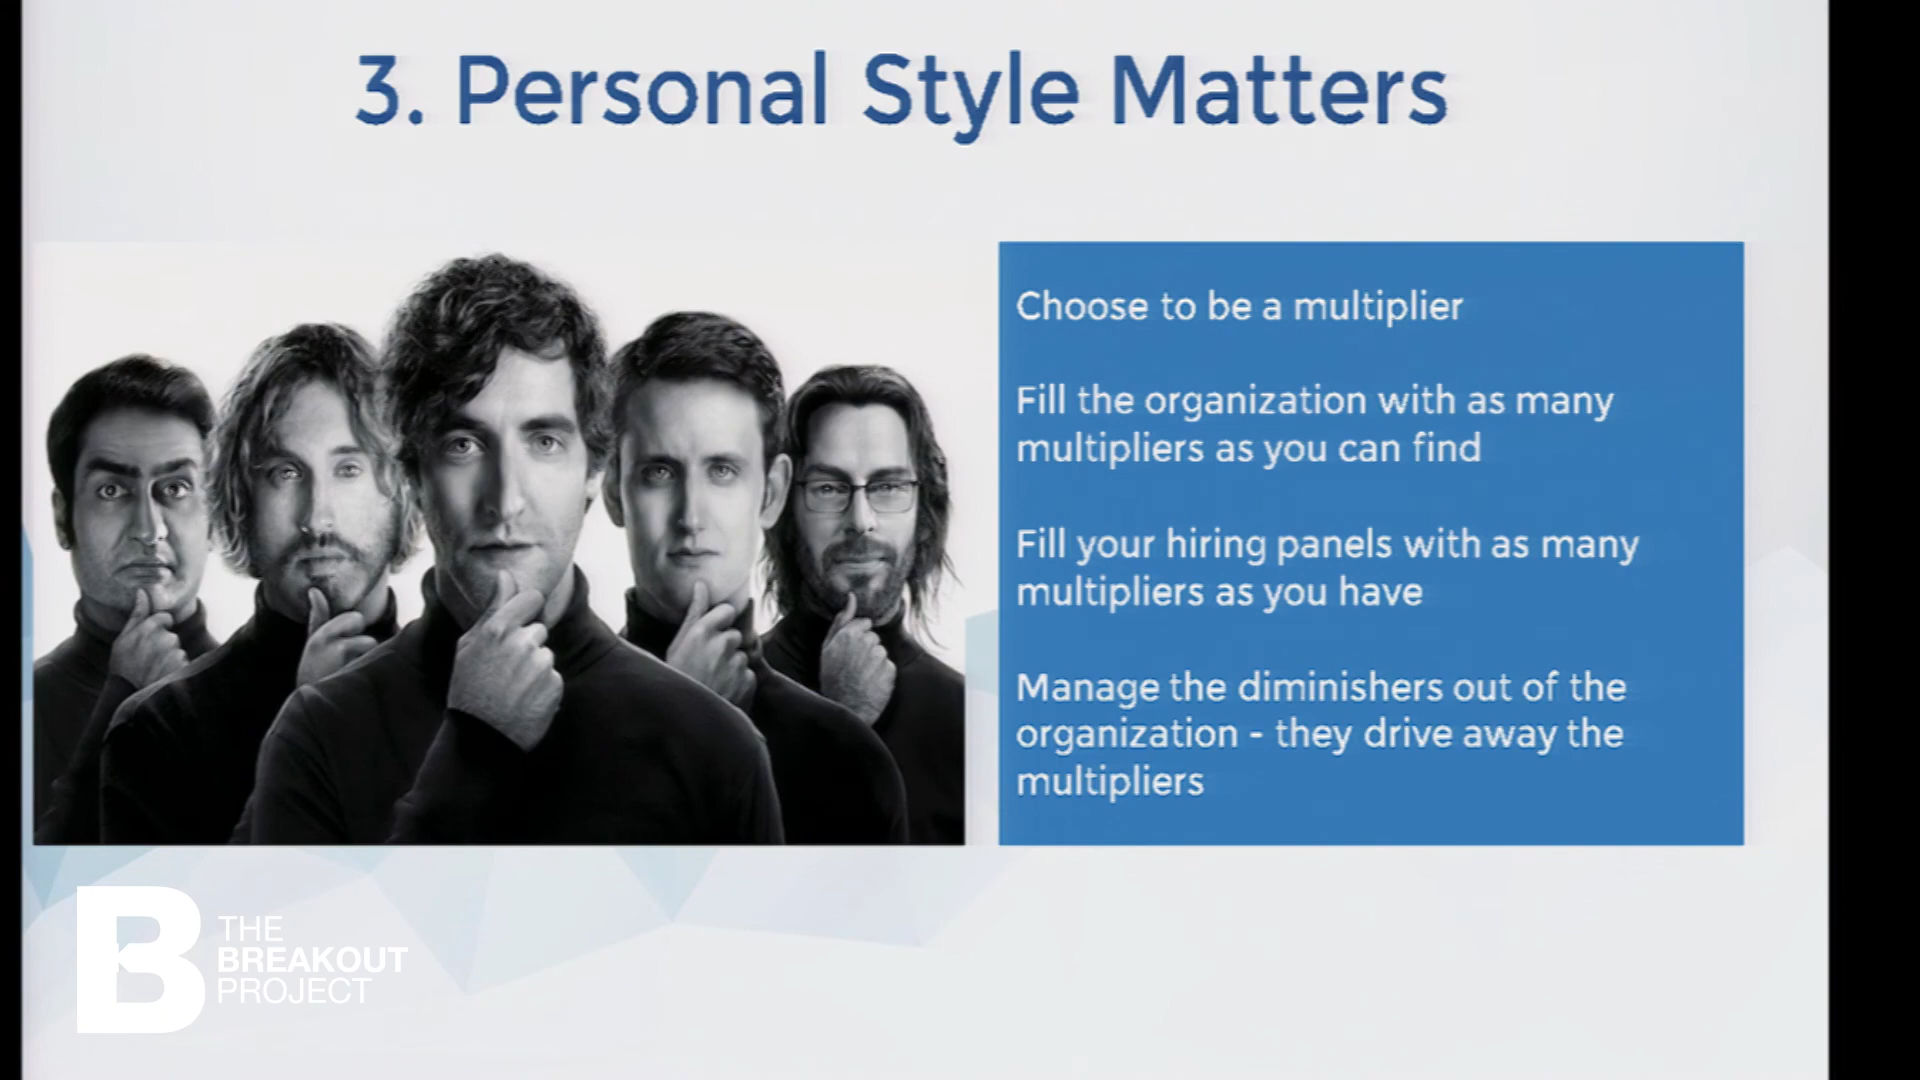 3. Personal Style Matters
Choose to be a multiplier
Fill the organization with as many
multipliers as you can find
Fill your hiring panels with as many
multipliers as you have
Manage the diminishers out of the
organization - they drive away the
multipliers
B THE
BREAKOUT
PROJECT